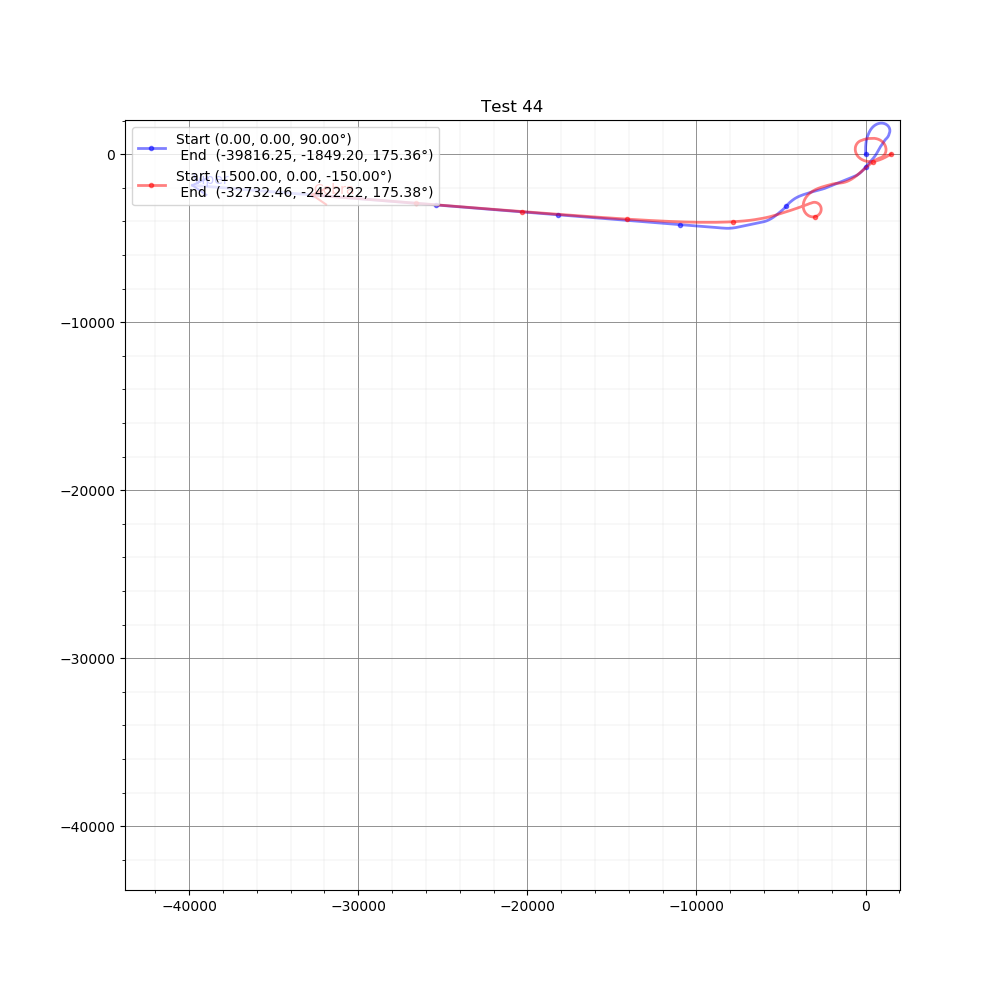 Test 44
Start (0.00, 0.00, 90.00°)
End (-39816.25, -1849.20, 175.36°)
Start (1500.00, 0.00, -150.00°)
End (-32732.46, -2422.22, 175.38°)
0
−10000
−20000
−30000
−40000
−40000 −30000 −20000 −10000 0